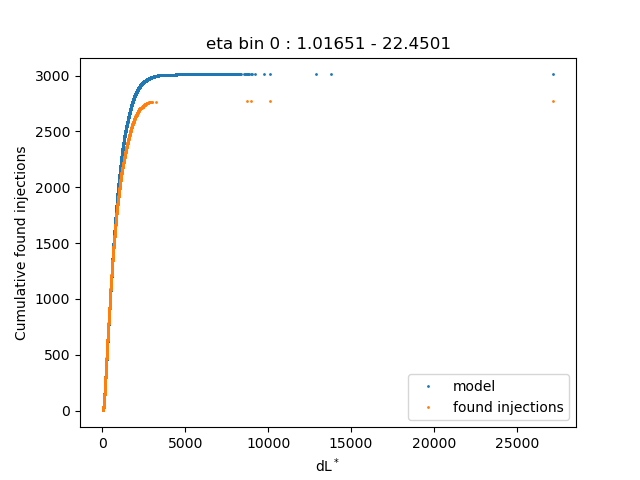 eta bin 0 : 1.01651 - 22.4501
3000
2500
2000
1500
1000
500
0
Cumulative found injections
0 5000 10000 15000 20000 25000
dL*
model
found injections